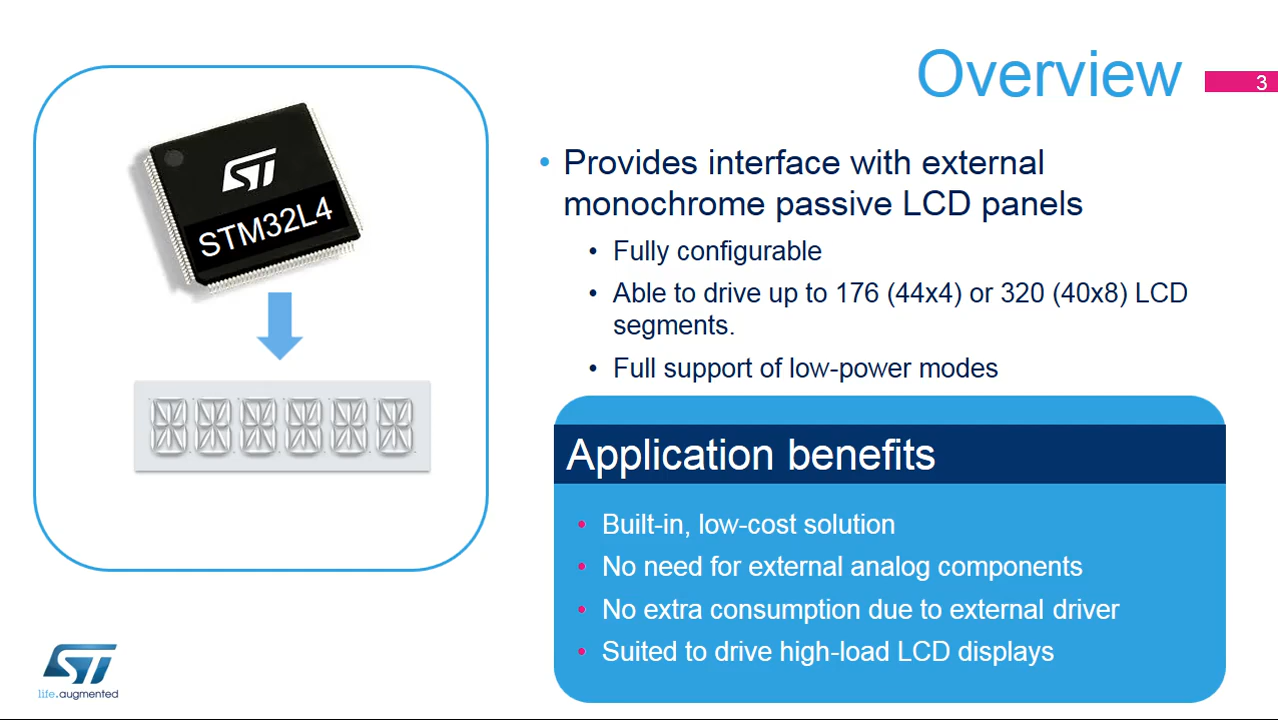 Overview
3
ST
STM32L4
• Provides interface with external
monochrome passive LCD panels
• Fully configurable
• Able to drive up to 176 (44x4) or 320 (40x8) LCD
segments.
• Full support of low-power modes
Application benefits
• Built-in, low-cost solution
• No need for external analog components
• No extra consumption due to external driver
• Suited to drive high-load LCD displays
ST
life.augmented